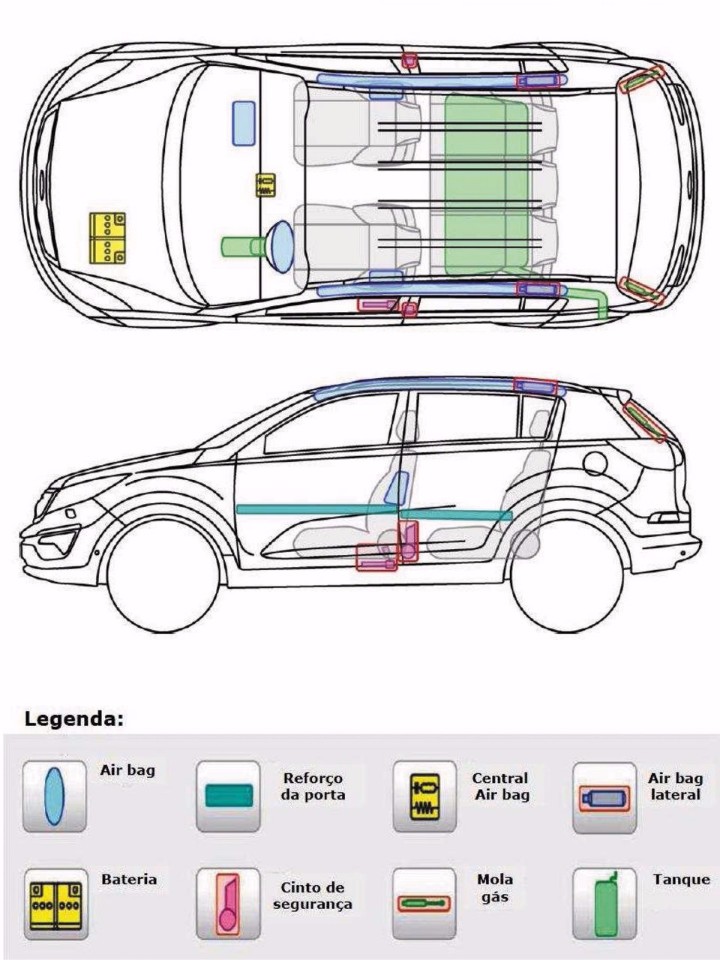 Legenda:
Air bag
Reforço
da porta
Central
Air bag
Air bag
lateral
Bateria
Cinto de
segurança
Mola
gás
Tanque